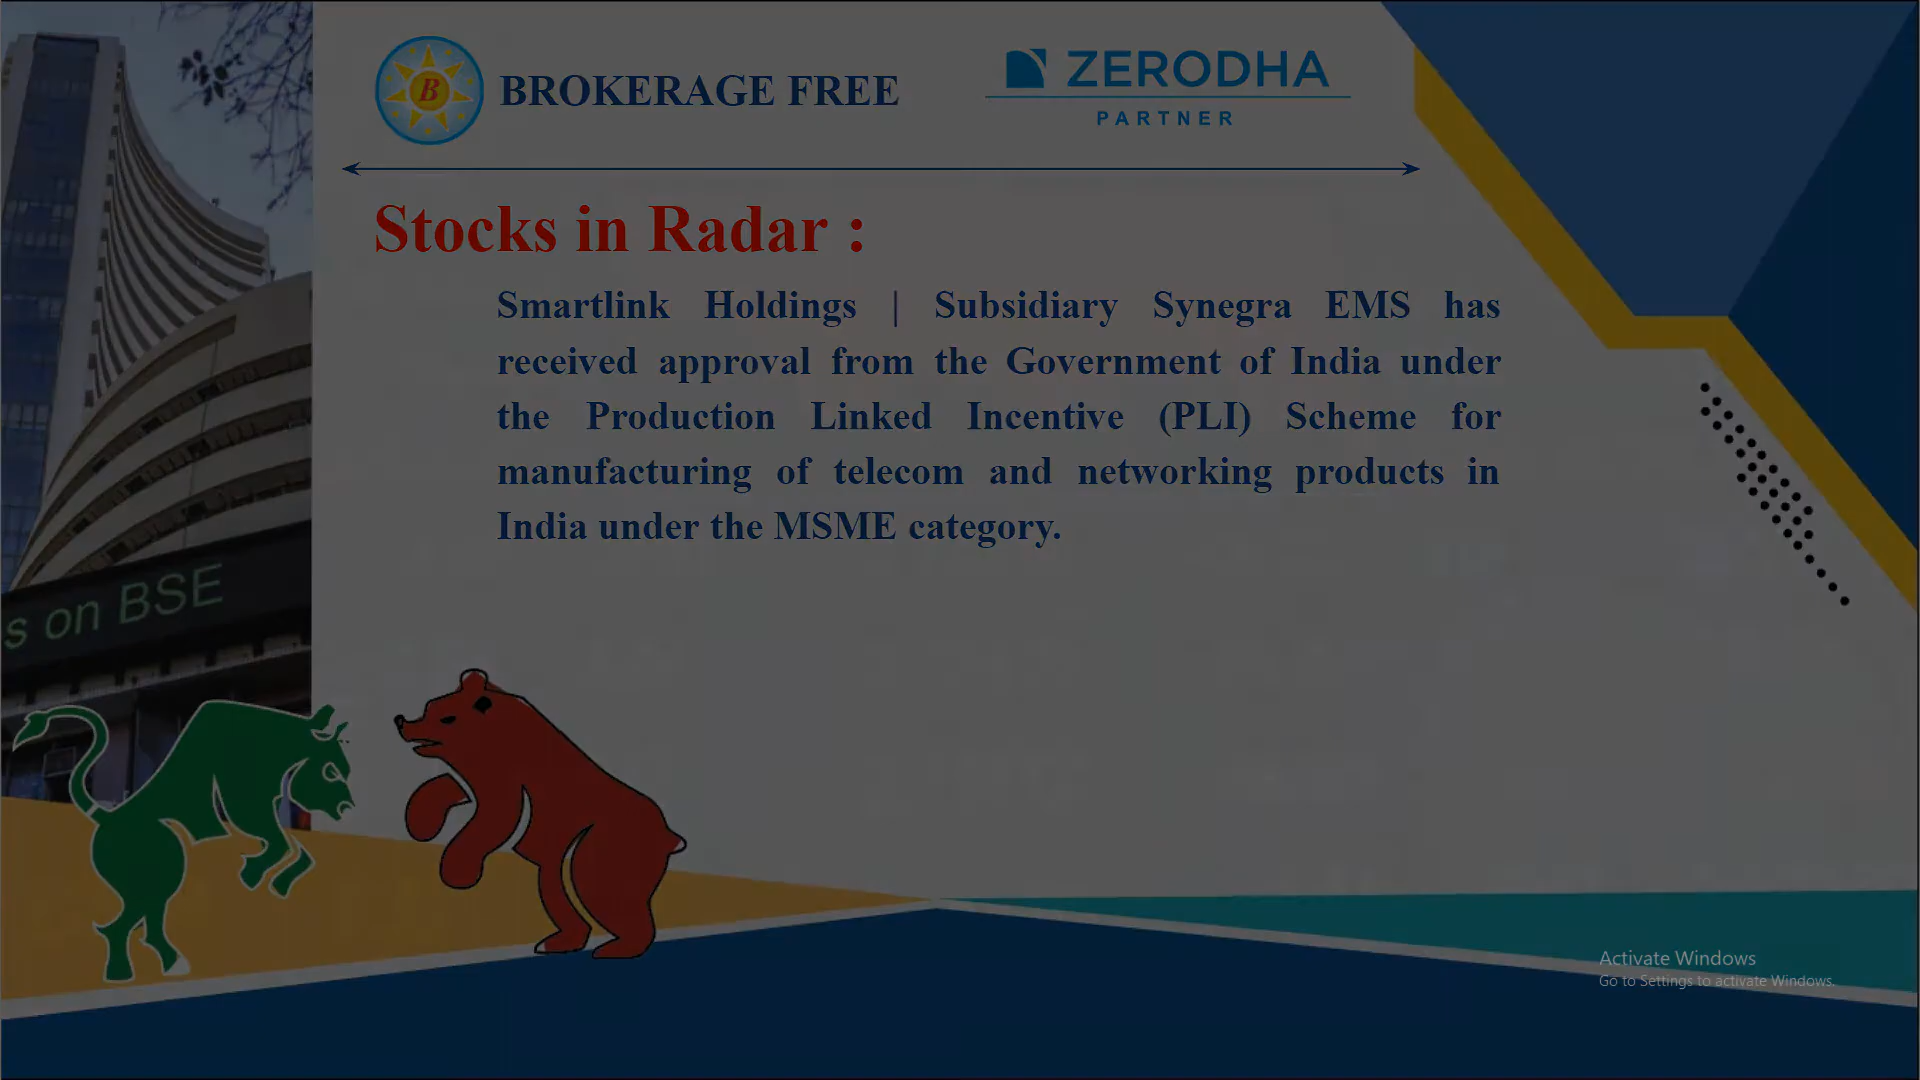 B BROKERAGE FREE
ZERODHA
PARTNER
Stocks in Radar :
Smartlink Holdings | Subsidiary Synegra EMS has
received approval from the Government of India under
the Production Linked Incentive (PLI) Scheme for
manufacturing of telecom and networking products in
India under the MSME category.
s on BSE
Activate Windows
Go to Settings to activate Windows.